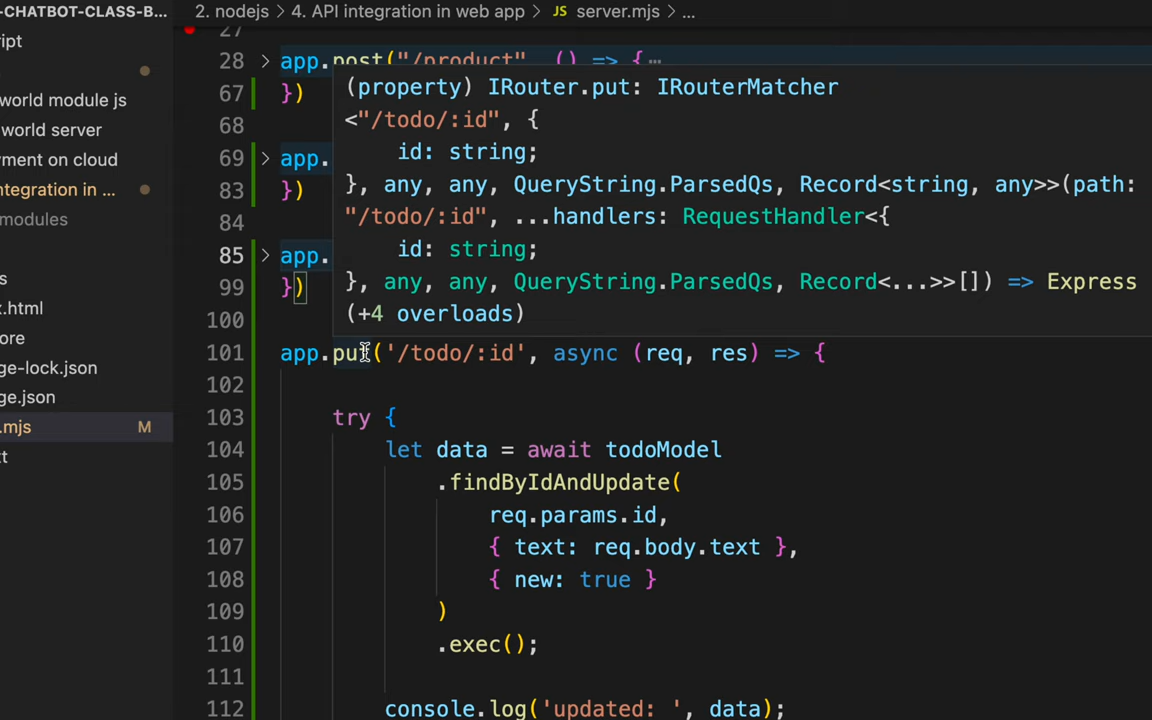 -CHATBOT-CLASS-B...
2. nodejs > 4. API integration in web app > JS server.mjs > ...
ript
world module js
world server
ment on cloud
ntegration in ...
modules
s
x.html
ore
ge-lock.json
ge.json
.mjs M
t
27
28 > app.post("/product", () => {⋯
67 })
68
69 > app.
83 })
84
85 > app.
99 })
100
(property) IRouter.put: IRouterMatcher
<"/todo/:id", {
id: string;
}, any, any, QueryString.ParsedQs, Record<string, any>>(path:
"/todo/:id", ...handlers: RequestHandler<{
id: string;
}, any, any, QueryString.ParsedQs, Record<...>>[]) => Express
(+4 overloads)
101 app.put('/todo/:id', async (req, res) => {
102
103 try {
104 let data = await todoModel
105 .findByIdAndUpdate(
106 req.params.id,
107 { text: req.body.text },
108 { new: true }
109 )
110 .exec();
111
112 console.log('updated: ', data);